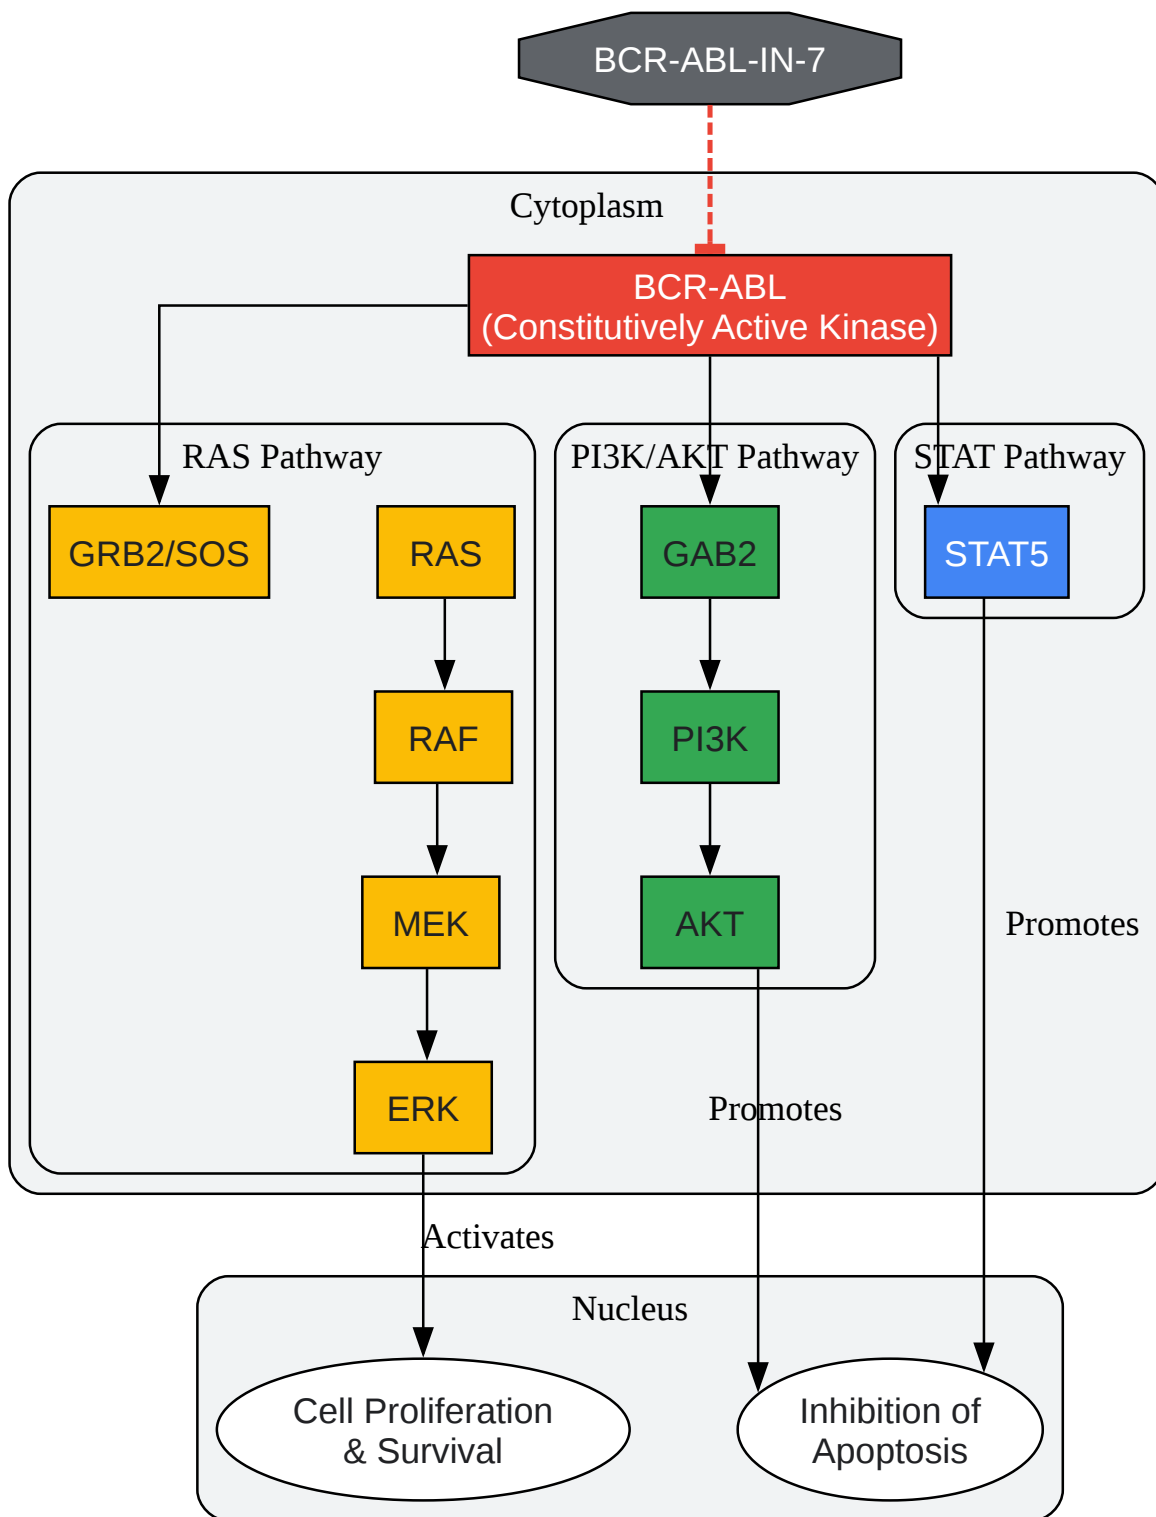 BCR-ABL-IN-7
Cytoplasm
BCR-ABL
(Constitutively Active Kinase)
RAS Pathway
PI3K/AKT Pathway
STAT Pathway
GRB2/SOS
RAS
GAB2
STAT5
RAF
PI3K
MEK
AKT
Promotes
ERK
Promotes
Activates
Nucleus
Cell Proliferation
& Survival
Inhibition of
Apoptosis